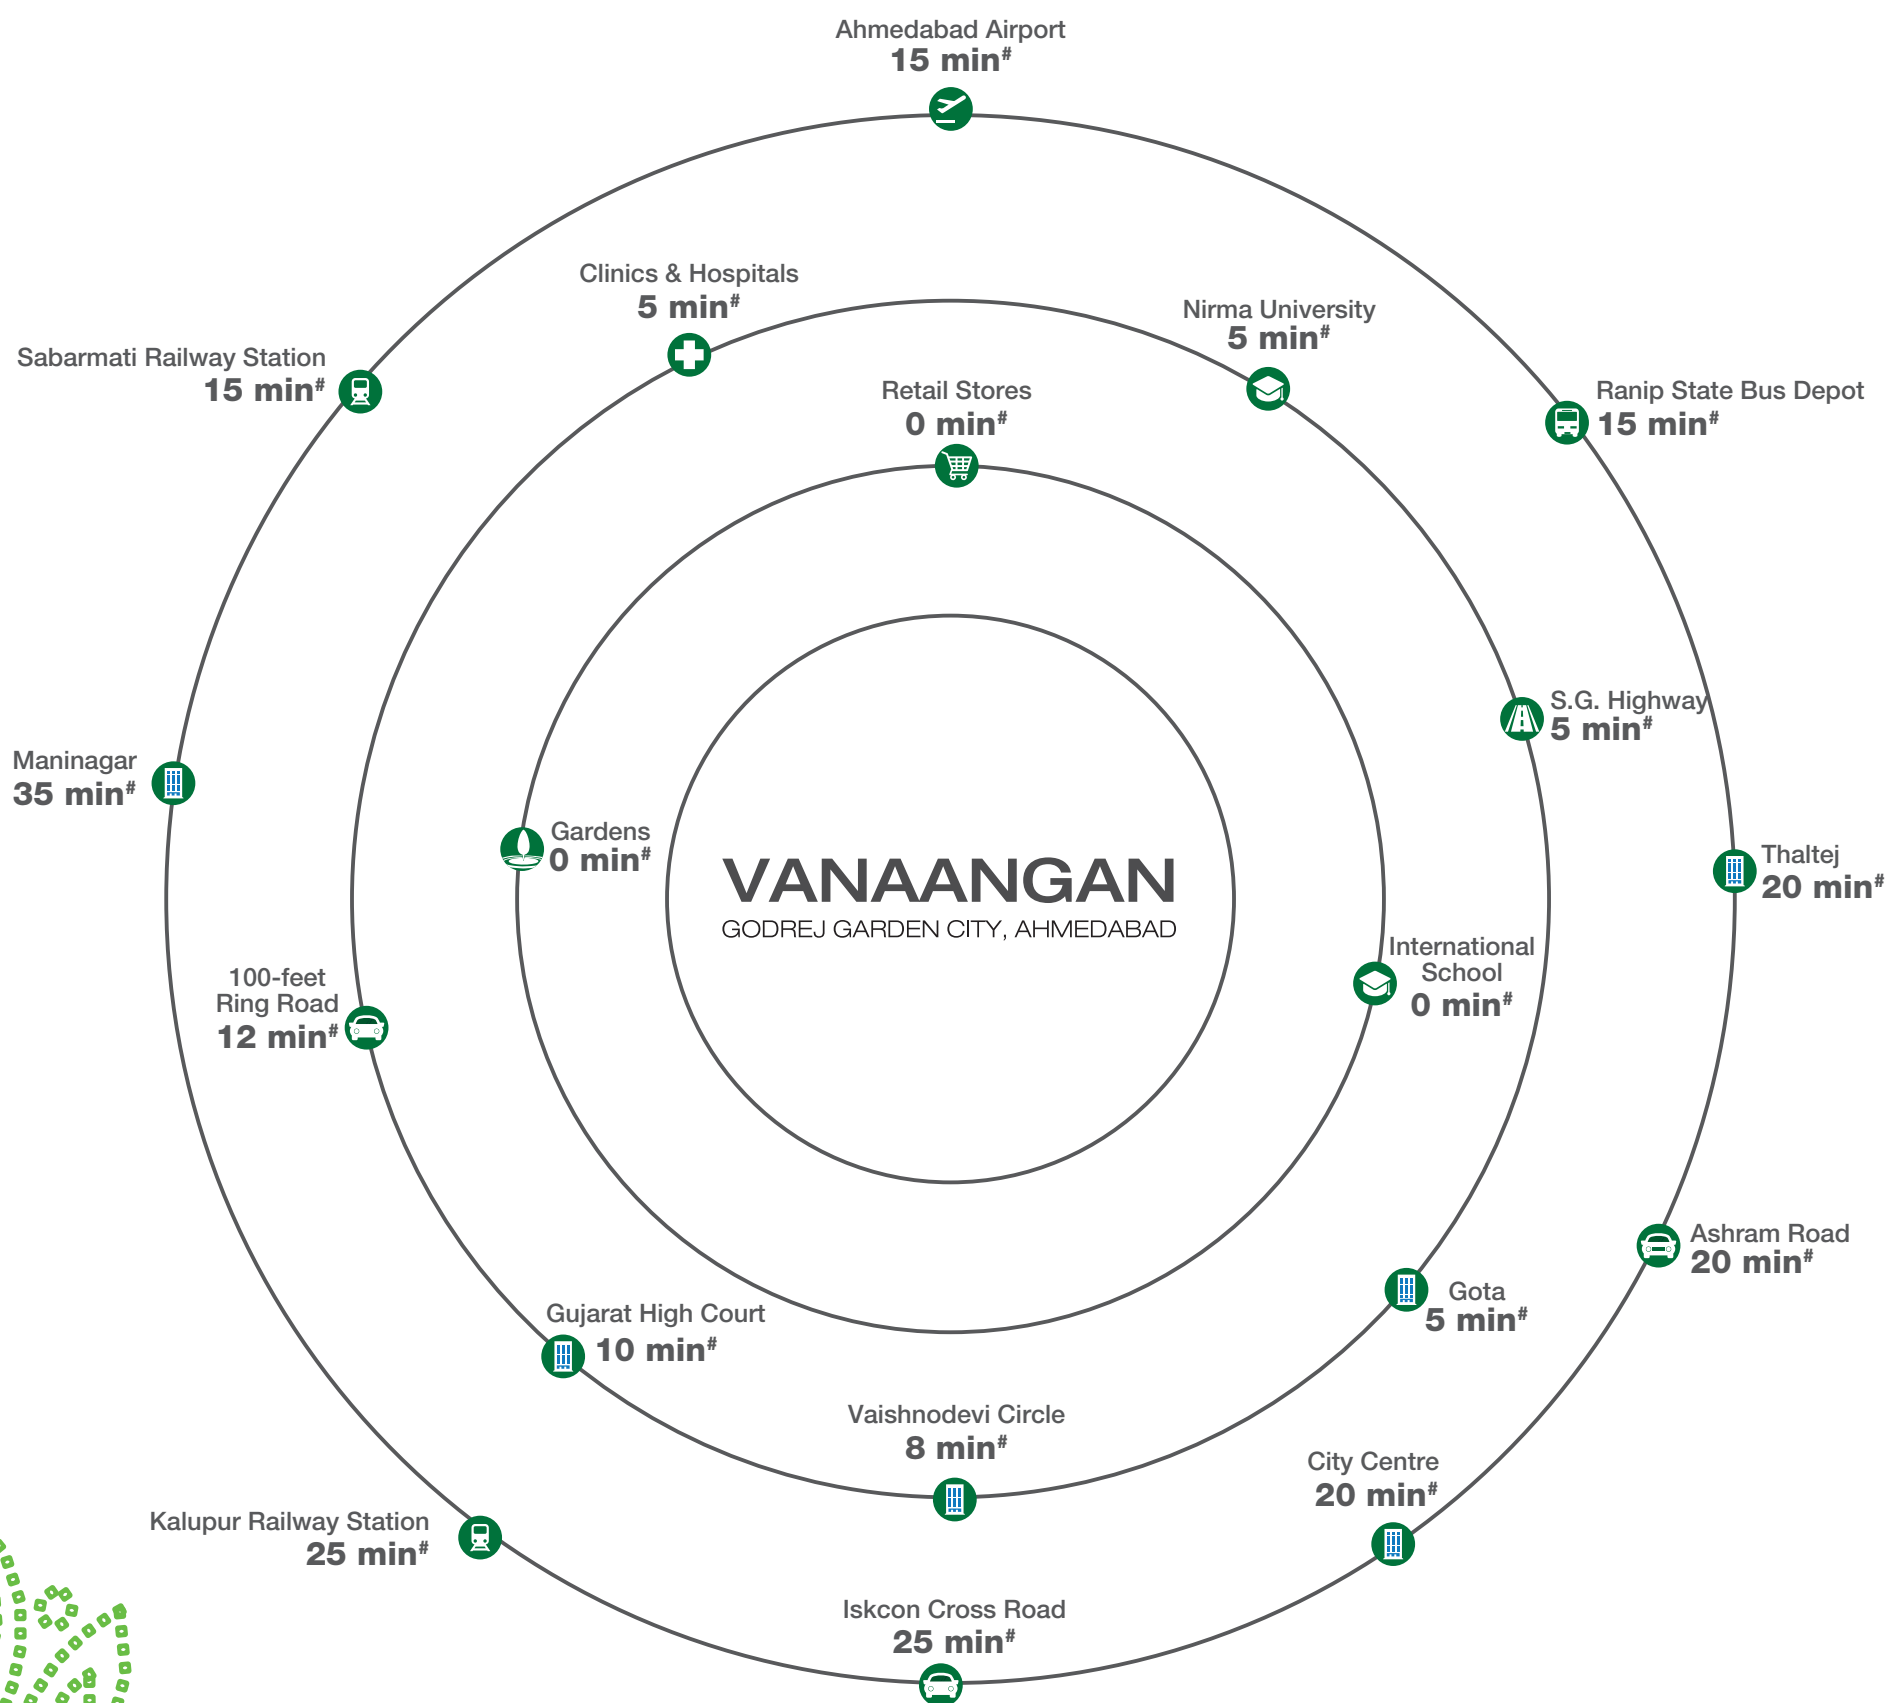 Ahmedabad Airport
15 min#
Clinics & Hospitals
5 min#
Nirma University
5 min#
Sabarmati Railway Station
15 min#
Retail Stores
0 min#
Ranip State Bus Depot
15 min#
S.G. Highway
5 min#
Maninagar
35 min#
Gardens
0 min#
VANAANGAN
GODREJ GARDEN CITY, AHMEDABAD
Thaltej
20 min#
International
School
0 min#
100-feet
Ring Road
12 min#
Ashram Road
20 min#
Gota
5 min#
Gujarat High Court
10 min#
Vaishnodevi Circle
8 min#
City Centre
20 min#
Kalupur Railway Station
25 min#
Iskcon Cross Road
25 min#